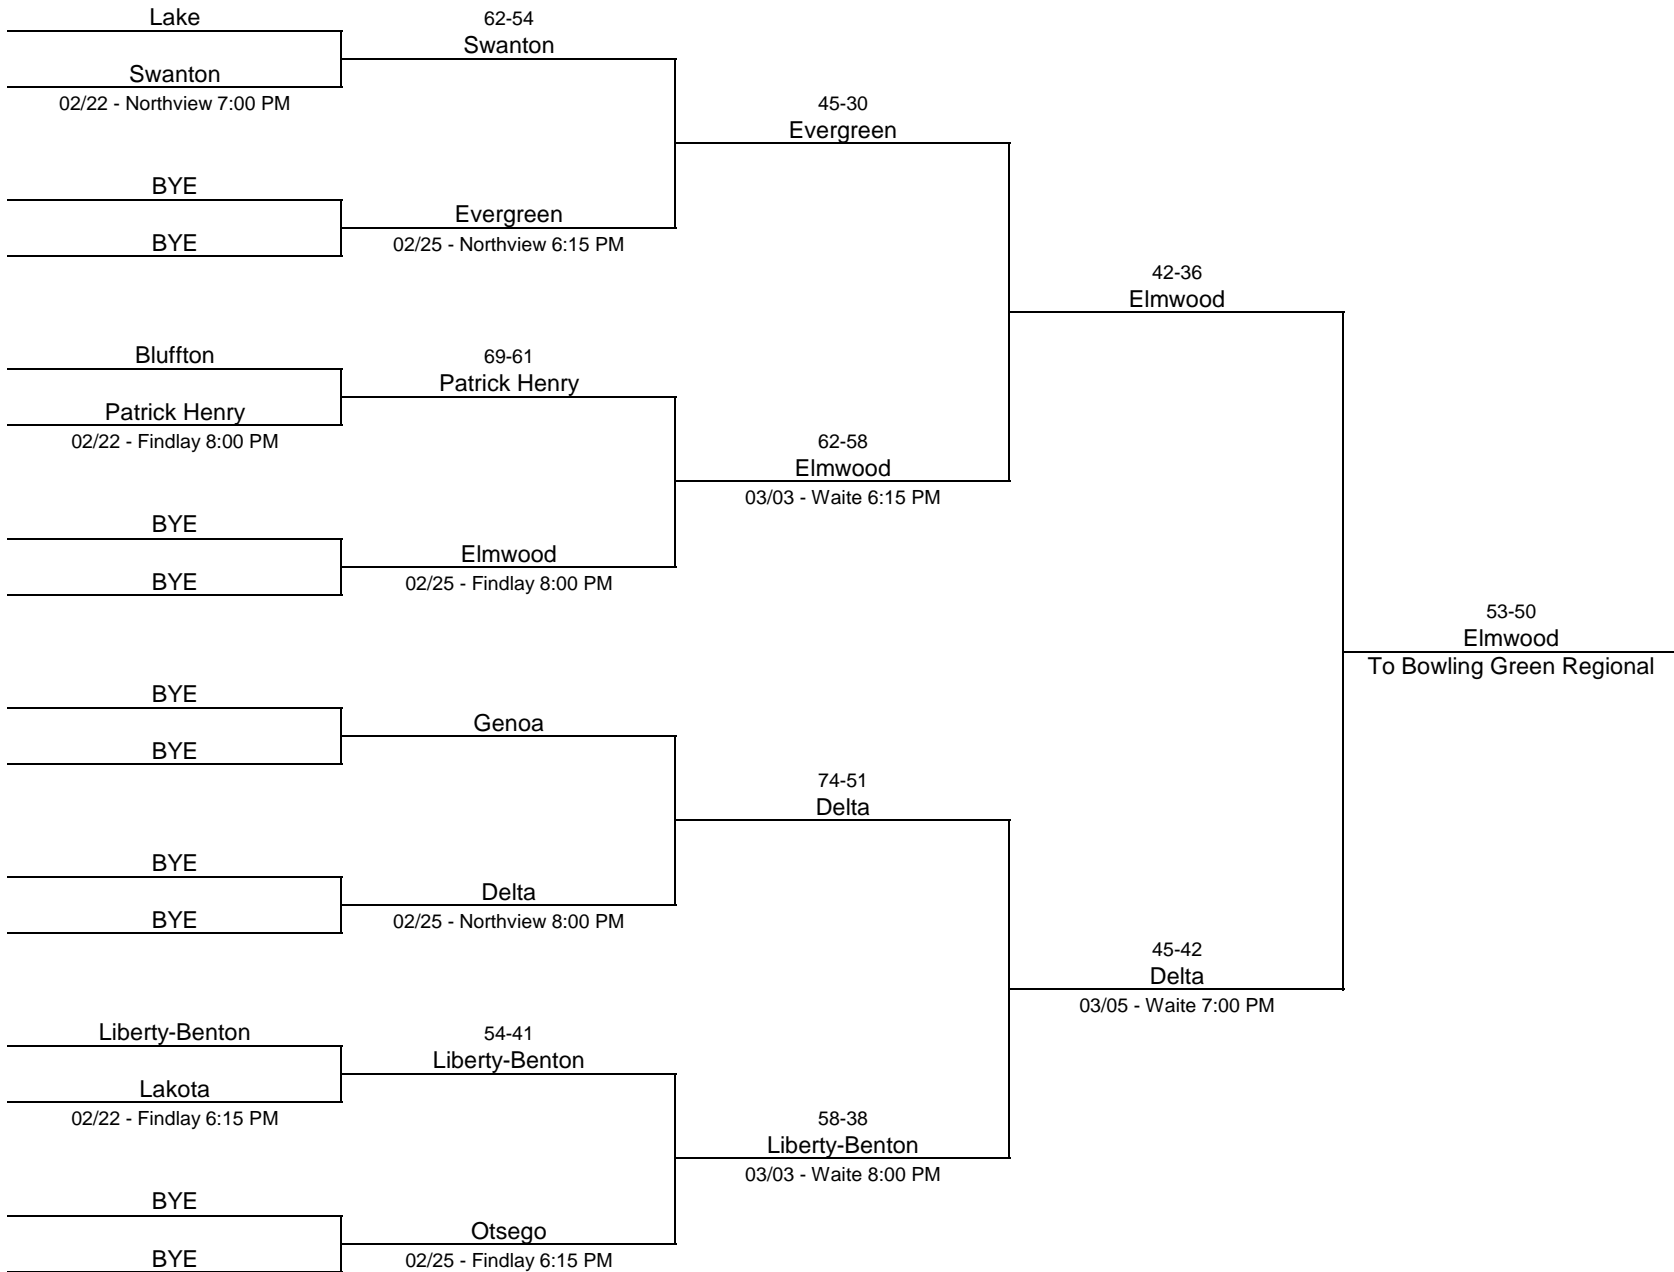 Lake
Swanton
02/22 - Northview 7:00 PM
BYE
BYE
Bluffton
Patrick Henry
02/22 - Findlay 8:00 PM
BYE
BYE
BYE
BYE
BYE
BYE
Liberty-Benton
Lakota
02/22 - Findlay 6:15 PM
BYE
BYE
62-54
Swanton
Evergreen
02/25 - Northview 6:15 PM
69-61
Patrick Henry
Elmwood
02/25 - Findlay 8:00 PM
Genoa
Delta
02/25 - Northview 8:00 PM
54-41
Liberty-Benton
Otsego
02/25 - Findlay 6:15 PM
45-30
Evergreen
62-58
Elmwood
03/03 - Waite 6:15 PM
74-51
Delta
58-38
Liberty-Benton
03/03 - Waite 8:00 PM
42-36
Elmwood
45-42
Delta
03/05 - Waite 7:00 PM
53-50
Elmwood
To Bowling Green Regional